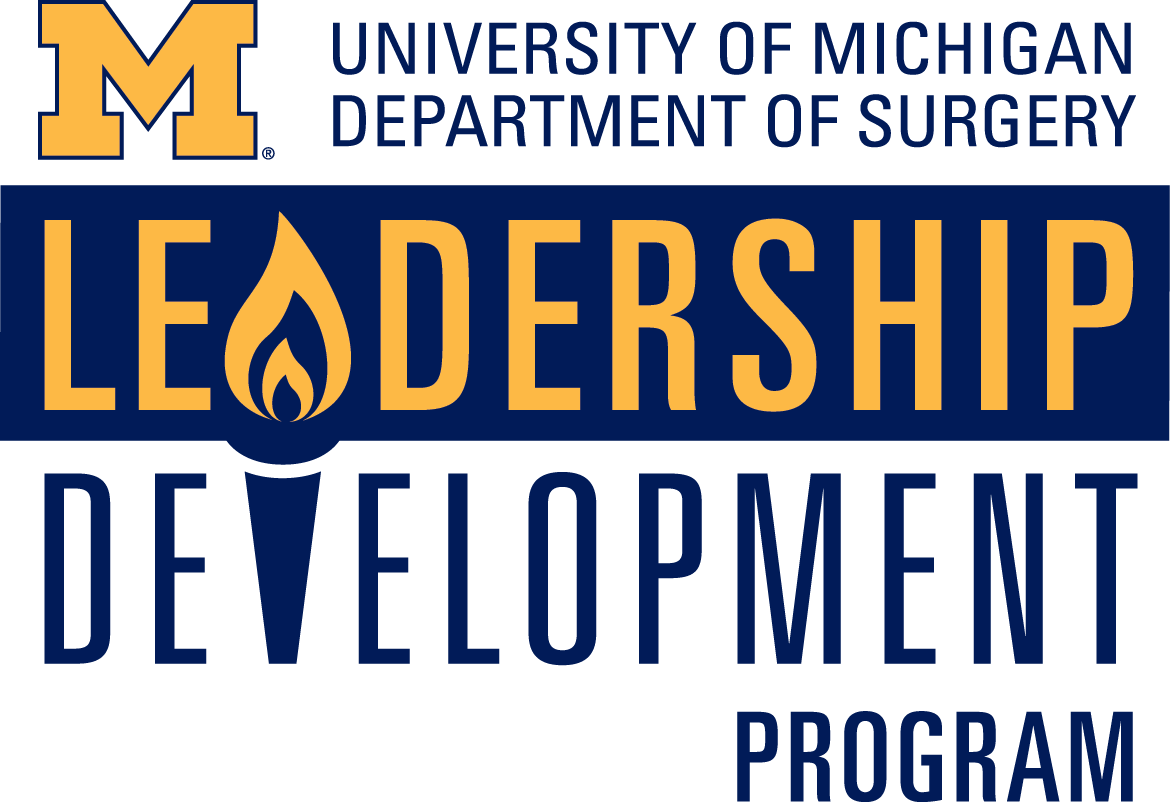 M®
UNIVERSITY OF MICHIGAN
DEPARTMENT OF SURGERY
LEADERSHIP
DEVELOPMENT
PROGRAM